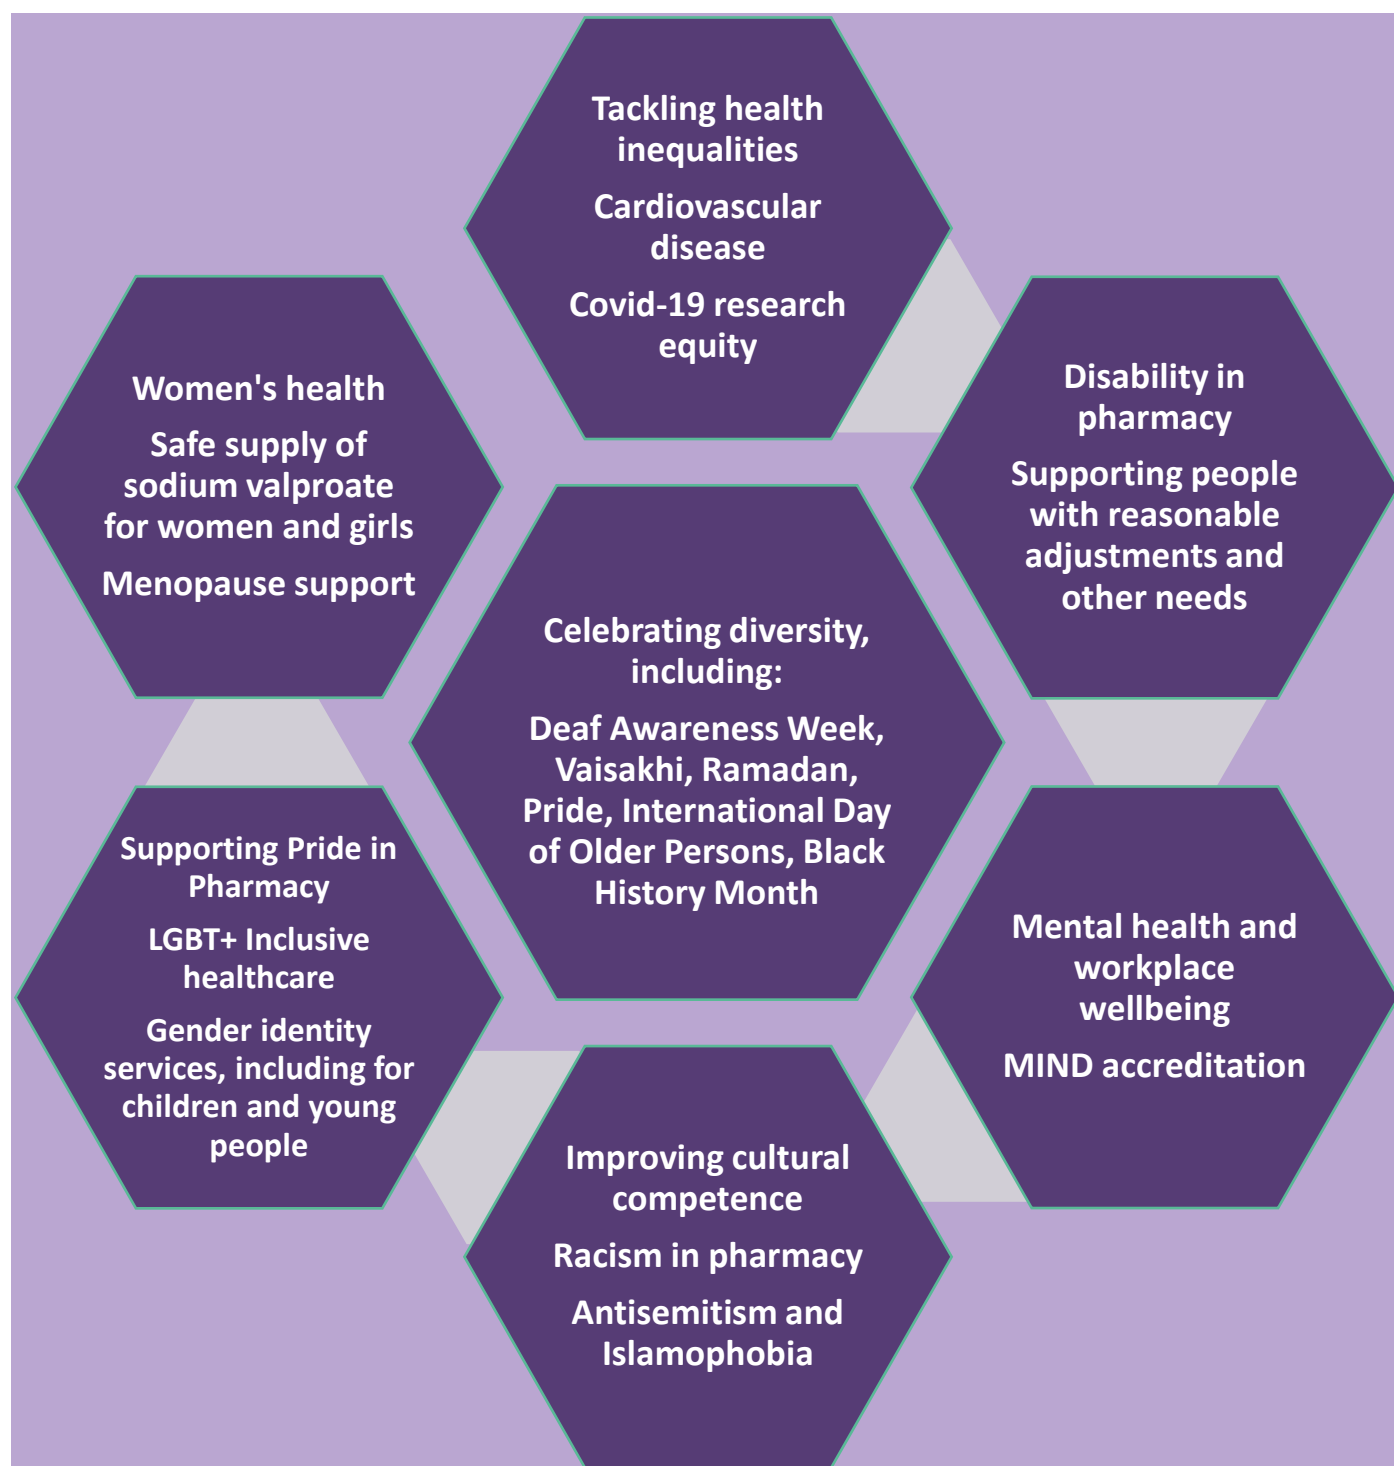 Tackling health
inequalities
Cardiovascular
disease
Covid-19 research
equity
Women's health
Safe supply of
sodium valproate
for women and girls
Menopause support
Disability in
pharmacy
Supporting people
with reasonable
adjustments and
other needs
Celebrating diversity,
including:
Deaf Awareness Week,
Vaisakhi, Ramadan,
Pride, International Day
of Older Persons, Black
History Month
Supporting Pride in
Pharmacy
LGBT+ Inclusive
healthcare
Gender identity
services, including for
children and young
people
Mental health and
workplace
wellbeing
MIND accreditation
Improving cultural
competence
Racism in pharmacy
Antisemitism and
Islamophobia